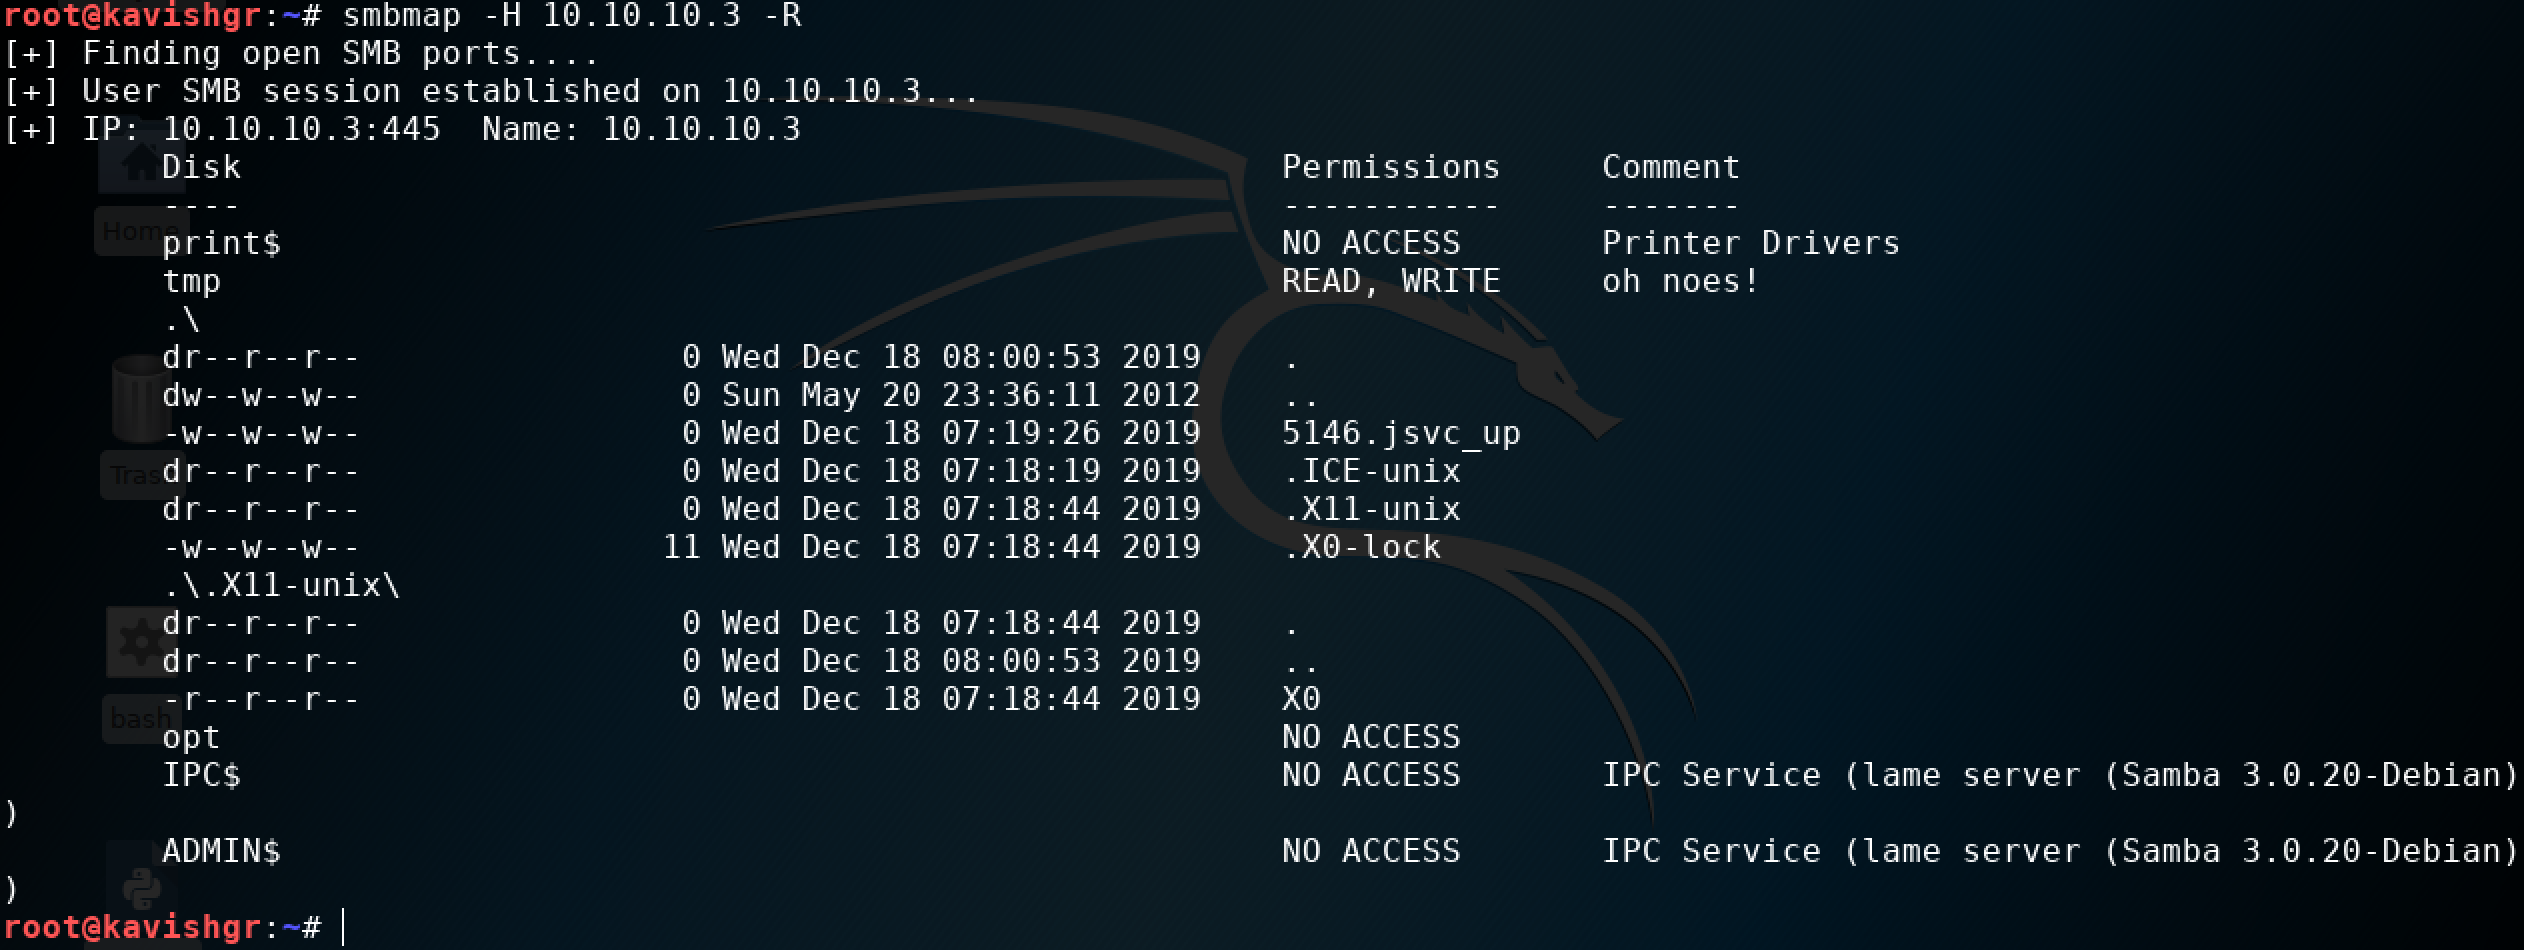 root@kavishgr:~# smbmap -H 10.10.10.3 -R
[+] Finding open SMB ports....
[+] User SMB session established on 10.10.10.3...
[+] IP: 10.10.10.3:445  Name: 10.10.10.3
Disk Permissions Comment
---- ----------- -------
print$ NO ACCESS Printer Drivers
tmp READ, WRITE oh noes!
.\
dr--r--r-- 0 Wed Dec 18 08:00:53 2019 .
dw--w--w-- 0 Sun May 20 23:36:11 2012 ..
-w--w--w-- 0 Wed Dec 18 07:19:26 2019 5146.jsvc_up
dr--r--r-- 0 Wed Dec 18 07:18:19 2019 .ICE-unix
dr--r--r-- 0 Wed Dec 18 07:18:44 2019 .X11-unix
-w--w--w-- 11 Wed Dec 18 07:18:44 2019 .X0-lock
.\.X11-unix\
dr--r--r-- 0 Wed Dec 18 07:18:44 2019 .
dr--r--r-- 0 Wed Dec 18 08:00:53 2019 ..
-r--r--r-- 0 Wed Dec 18 07:18:44 2019 X0
opt NO ACCESS
IPC$ NO ACCESS IPC Service (lame server (Samba 3.0.20-Debian)
)
ADMIN$ NO ACCESS IPC Service (lame server (Samba 3.0.20-Debian)
)
root@kavishgr:~#
Home
Trash
bash